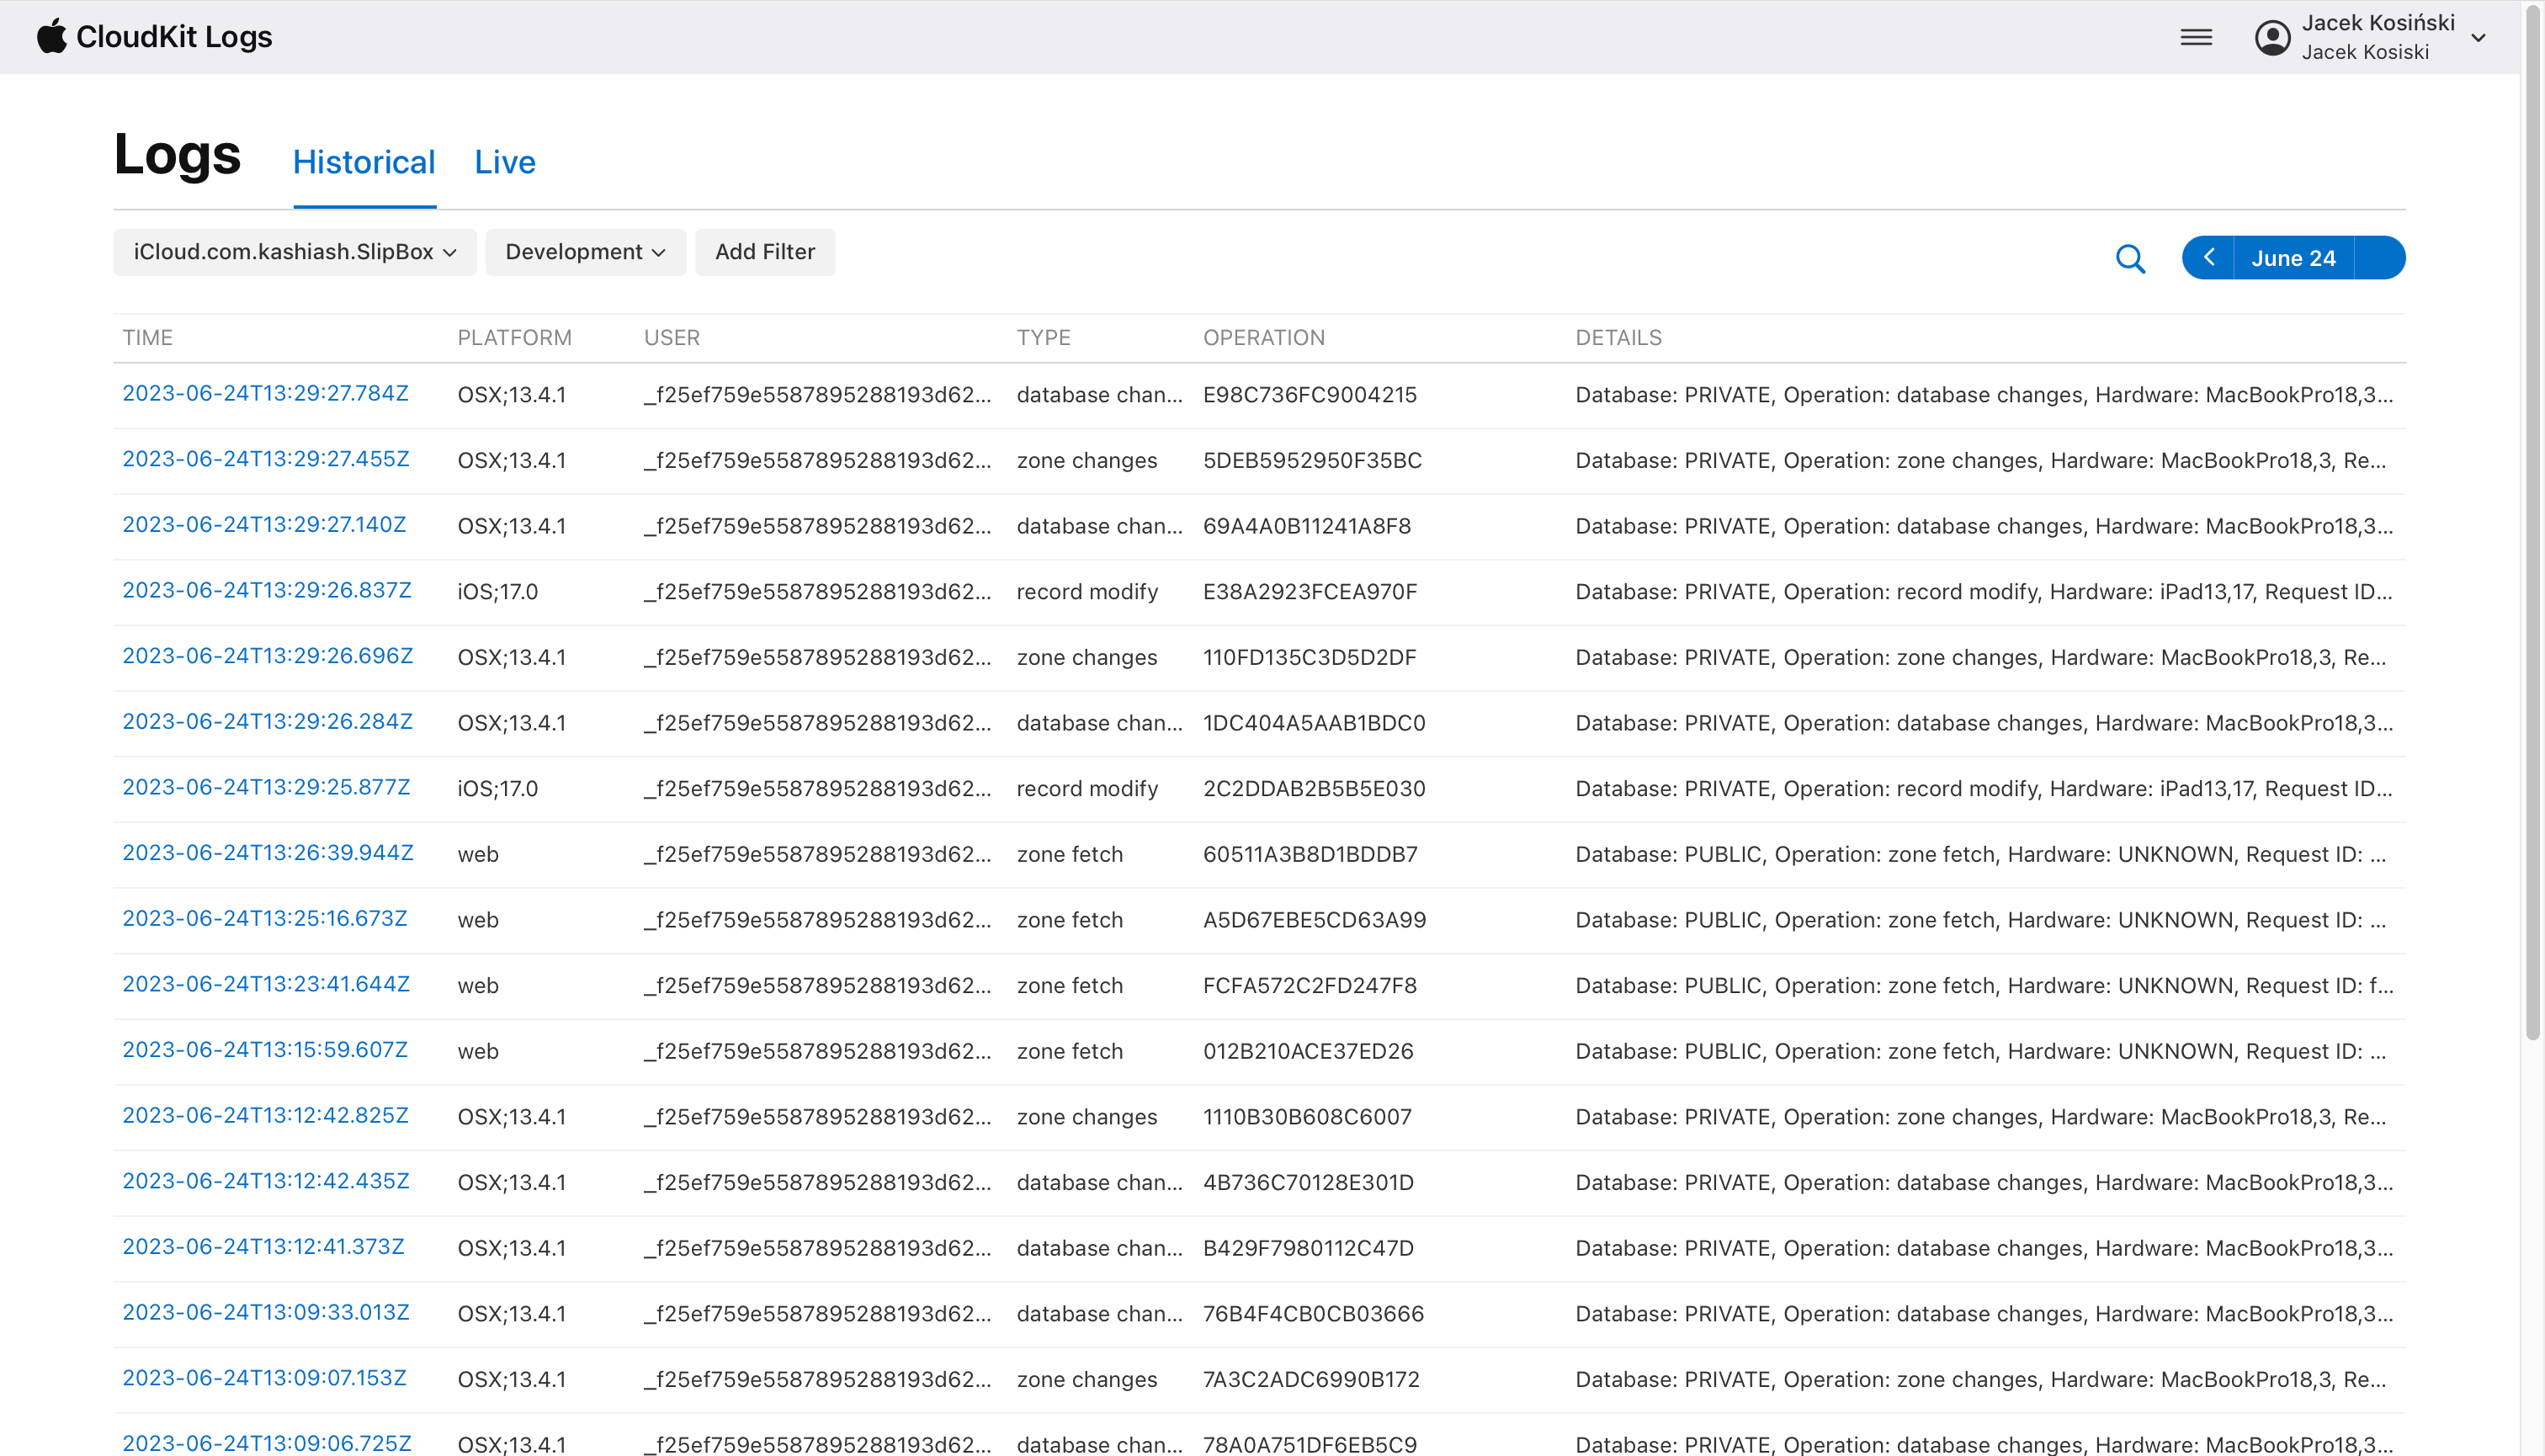 CloudKit Logs
Jacek Kosiński
Jacek Kosiski
Logs Historical Live
iCloud.com.kashiash.SlipBox Development Add Filter June 24
TIME PLATFORM USER TYPE OPERATION DETAILS
2023-06-24T13:29:27.784Z OSX;13.4.1 _f25ef759e5587895288193d62... database chan... E98C736FC9004215 Database: PRIVATE, Operation: database changes, Hardware: MacBookPro18,3...
2023-06-24T13:29:27.455Z OSX;13.4.1 _f25ef759e5587895288193d62... zone changes 5DEB5952950F35BC Database: PRIVATE, Operation: zone changes, Hardware: MacBookPro18,3, Re...
2023-06-24T13:29:27.140Z OSX;13.4.1 _f25ef759e5587895288193d62... database chan... 69A4A0B11241A8F8 Database: PRIVATE, Operation: database changes, Hardware: MacBookPro18,3...
2023-06-24T13:29:26.837Z iOS;17.0 _f25ef759e5587895288193d62... record modify E38A2923FCEA970F Database: PRIVATE, Operation: record modify, Hardware: iPad13,17, Request ID...
2023-06-24T13:29:26.696Z OSX;13.4.1 _f25ef759e5587895288193d62... zone changes 110FD135C3D5D2DF Database: PRIVATE, Operation: zone changes, Hardware: MacBookPro18,3, Re...
2023-06-24T13:29:26.284Z OSX;13.4.1 _f25ef759e5587895288193d62... database chan... 1DC404A5AAB1BDC0 Database: PRIVATE, Operation: database changes, Hardware: MacBookPro18,3...
2023-06-24T13:29:25.877Z iOS;17.0 _f25ef759e5587895288193d62... record modify 2C2DDAB2B5B5E030 Database: PRIVATE, Operation: record modify, Hardware: iPad13,17, Request ID...
2023-06-24T13:26:39.944Z web _f25ef759e5587895288193d62... zone fetch 60511A3B8D1BDDB7 Database: PUBLIC, Operation: zone fetch, Hardware: UNKNOWN, Request ID: ...
2023-06-24T13:25:16.673Z web _f25ef759e5587895288193d62... zone fetch A5D67EBE5CD63A99 Database: PUBLIC, Operation: zone fetch, Hardware: UNKNOWN, Request ID: ...
2023-06-24T13:23:41.644Z web _f25ef759e5587895288193d62... zone fetch FCFA572C2FD247F8 Database: PUBLIC, Operation: zone fetch, Hardware: UNKNOWN, Request ID: f...
2023-06-24T13:15:59.607Z web _f25ef759e5587895288193d62... zone fetch 012B210ACE37ED26 Database: PUBLIC, Operation: zone fetch, Hardware: UNKNOWN, Request ID: ...
2023-06-24T13:12:42.825Z OSX;13.4.1 _f25ef759e5587895288193d62... zone changes 1110B30B608C6007 Database: PRIVATE, Operation: zone changes, Hardware: MacBookPro18,3, Re...
2023-06-24T13:12:42.435Z OSX;13.4.1 _f25ef759e5587895288193d62... database chan... 4B736C70128E301D Database: PRIVATE, Operation: database changes, Hardware: MacBookPro18,3...
2023-06-24T13:12:41.373Z OSX;13.4.1 _f25ef759e5587895288193d62... database chan... B429F7980112C47D Database: PRIVATE, Operation: database changes, Hardware: MacBookPro18,3...
2023-06-24T13:09:33.013Z OSX;13.4.1 _f25ef759e5587895288193d62... database chan... 76B4F4CB0CB03666 Database: PRIVATE, Operation: database changes, Hardware: MacBookPro18,3...
2023-06-24T13:09:07.153Z OSX;13.4.1 _f25ef759e5587895288193d62... zone changes 7A3C2ADC6990B172 Database: PRIVATE, Operation: zone changes, Hardware: MacBookPro18,3, Re...
2023-06-24T13:09:06.725Z OSX;13.4.1 _f25ef759e5587895288193d62... database chan... 78A0A751DF6EB5C9 Database: PRIVATE, Operation: database changes, Hardware: MacBookPro18,3...